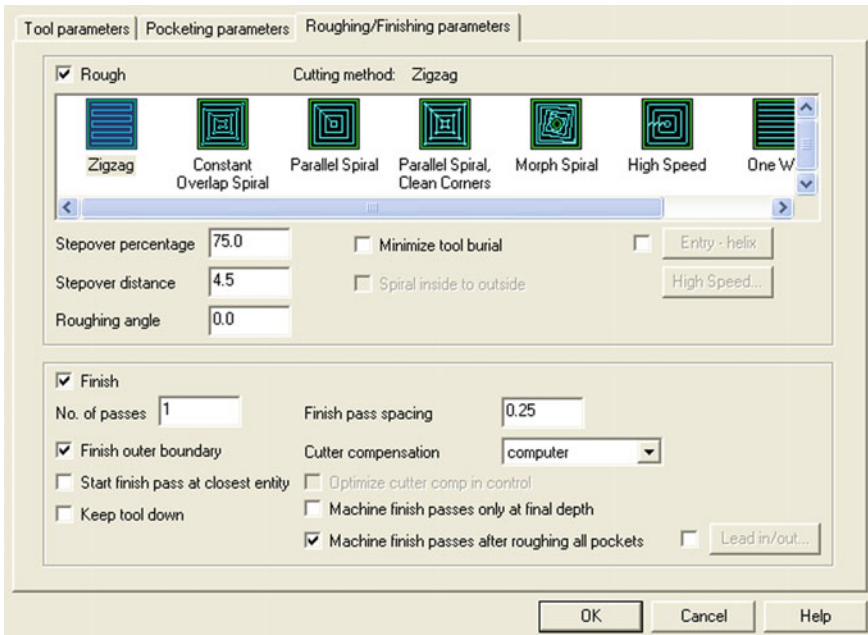 Tool parameters Pocketing parameters Roughing/Finishing parameters
Rough Cutting method: Zigzag
Zigzag Constant Overlap Spiral Parallel Spiral Parallel Spiral, Clean Corners Morph Spiral High Speed One W
Stepover percentage 75.0 Minimize tool burial Entry - helix
Stepover distance 4.5 Spiral inside to outside High Speed...
Roughing angle 0.0
Finish
No. of passes 1 Finish pass spacing 0.25
Finish outer boundary Cutter compensation computer
Start finish pass at closest entity Optimize cutter comp in control
Keep tool down Machine finish passes only at final depth
Machine finish passes after roughing all pockets Lead in/out...
OK Cancel Help